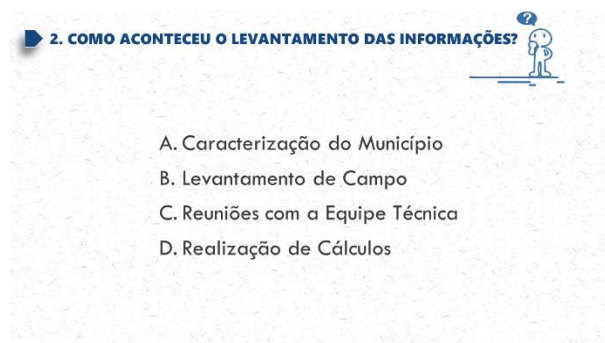 2. COMO ACONTECEU O LEVANTAMENTO DAS INFORMAÇÕES?
?
A. Caracterização do Município
B. Levantamento de Campo
C. Reuniões com a Equipe Técnica
D. Realização de Cálculos